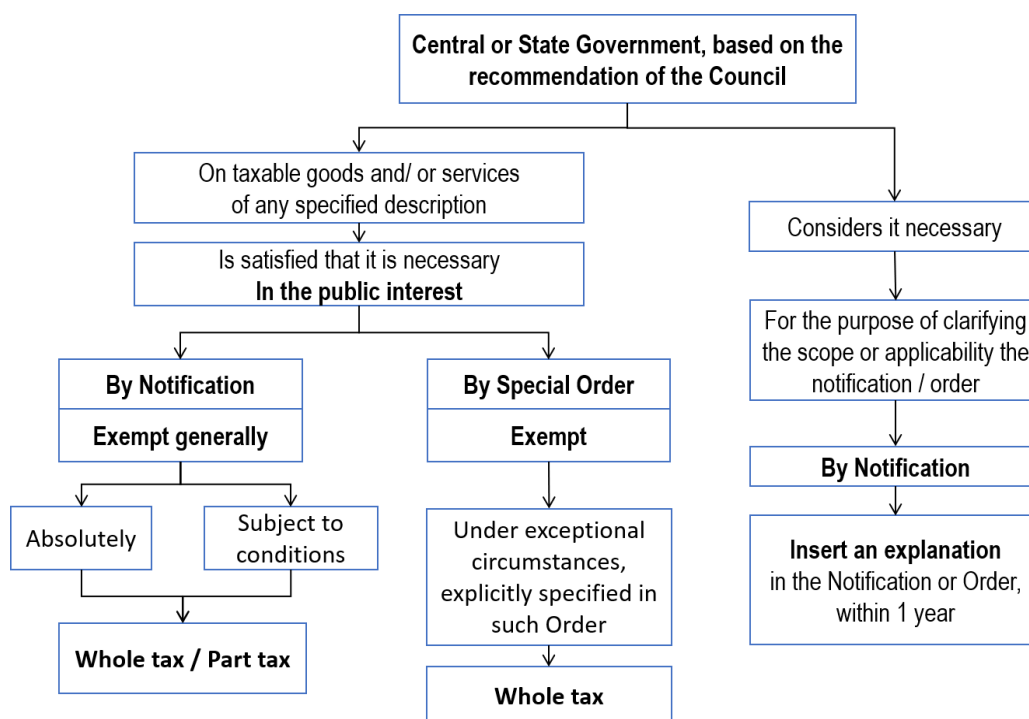 Central or State Government, based on the
recommendation of the Council
On taxable goods and/ or services
of any specified description
Is satisfied that it is necessary
In the public interest
By Notification
Exempt generally
Absolutely
Subject to
conditions
Whole tax / Part tax
By Special Order
Exempt
Under exceptional
circumstances,
explicitly specified in
such Order
Whole tax
Considers it necessary
For the purpose of clarifying
the scope or applicability the
notification / order
By Notification
Insert an explanation
in the Notification or Order,
within 1 year